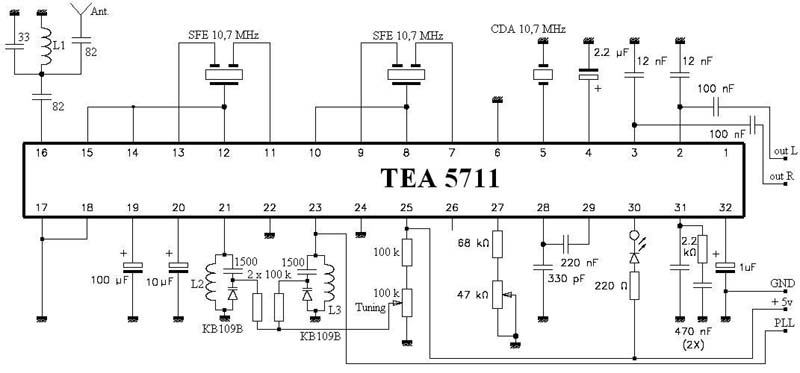 Ant.
33
L1
82
82
SFE 10,7 MHz
SFE 10,7 MHz
CDA 10,7 MHz
2.2 µF
+
12 nF
12 nF
100 nF
100 nF
out L
out R
16 15 14 13 12 11 10 9 8 7 6 5 4 3 2 1
TEA 5711
17 18 19 20 21 22 23 24 25 26 27 28 29 30 31 32
+
100 µF
+
10µF
1500
L2
KB109B
2 x 100 k
1500
L3
KB109B
100 k
100 k
Tuning
68 kΩ
47 kΩ
220 nF
330 pF
220 Ω
2.2 kΩ
470 nF
(2X)
+
1uF
GND
+ 5v
PLL